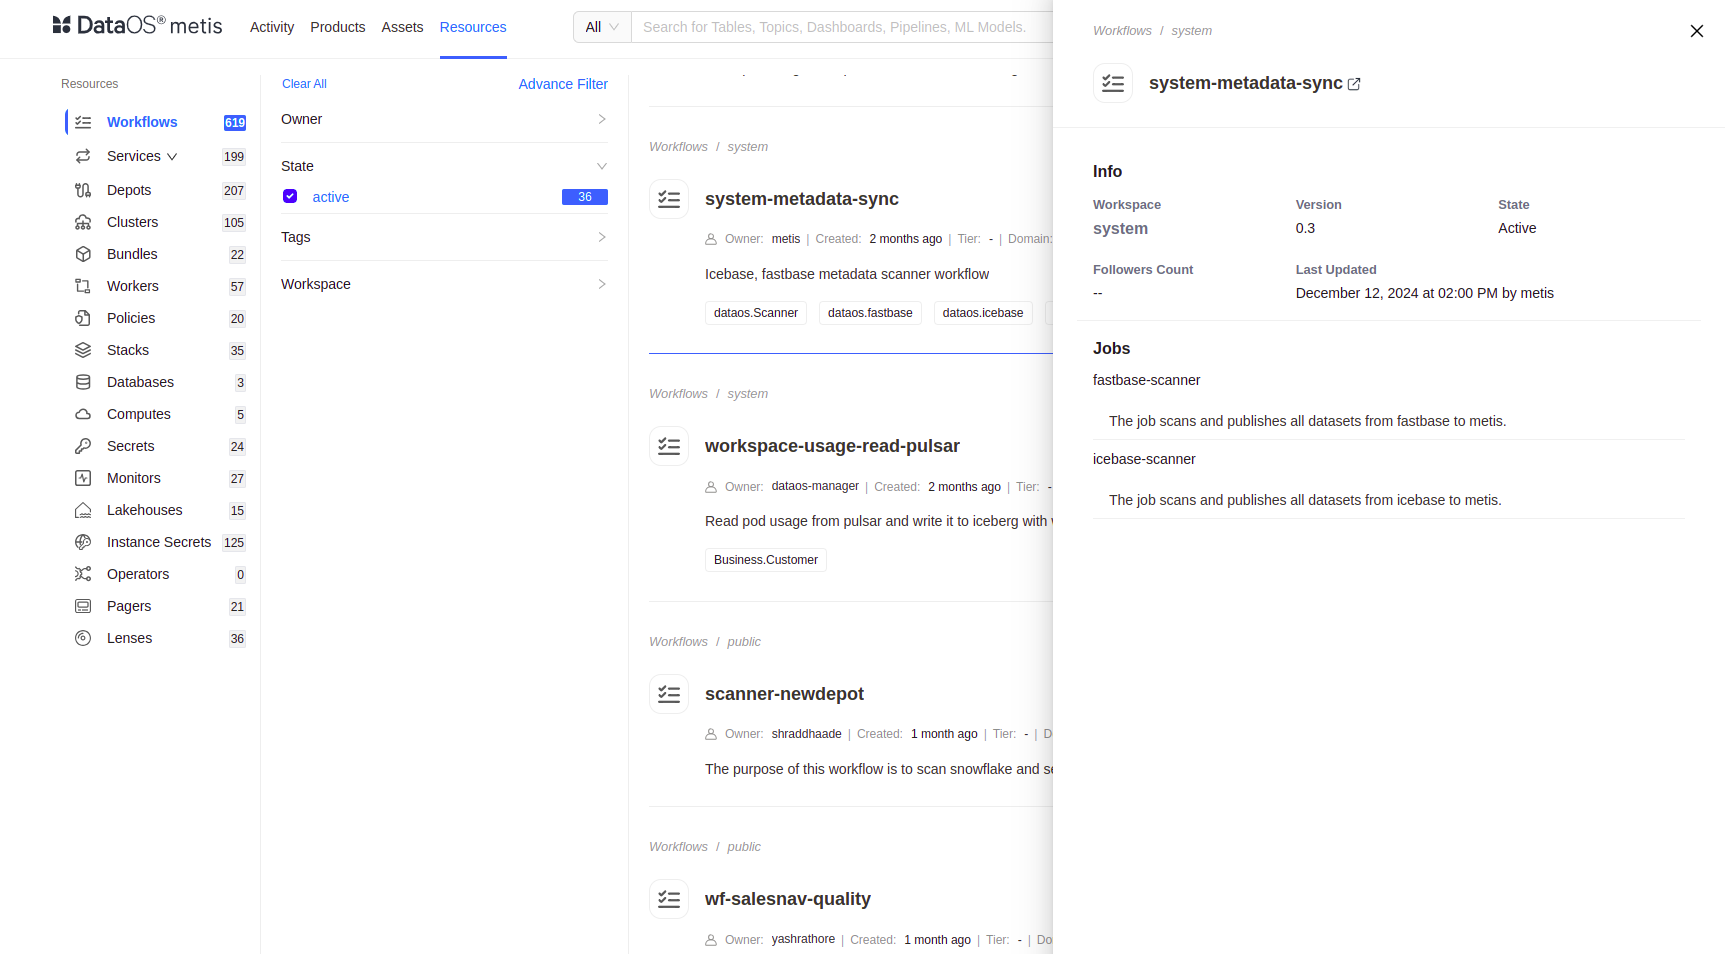 DataOS® metis
Activity Products Assets Resources
All Search for Tables, Topics, Dashboards, Pipelines, ML Models.
Resources
Workflows 619
Services 199
Depots 207
Clusters 105
Bundles 22
Workers 57
Policies 20
Stacks 35
Databases 3
Computes 5
Secrets 24
Monitors 27
Lakehouses 15
Instance Secrets 125
Operators 0
Pagers 21
Lenses 36
Clear All Advance Filter
Owner
State
active 36
Tags
Workspace
Workflows / system
system-metadata-sync
Owner: metis | Created: 2 months ago | Tier: - | Domain:
Icebase, fastbase metadata scanner workflow
dataos.Scanner dataos.fastbase dataos.icebase
Workflows / system
workspace-usage-read-pulsar
Owner: dataos-manager | Created: 2 months ago | Tier: -
Read pod usage from pulsar and write it to iceberg with
Business.Customer
Workflows / public
scanner-newdepot
Owner: shraddhaade | Created: 1 month ago | Tier: - |
The purpose of this workflow is to scan snowflake and
Workflows / public
wf-salesnav-quality
Owner: yashrathore | Created: 1 month ago | Tier: - |
Workflows / system
system-metadata-sync
Info
Workspace Version State
system 0.3 Active
Followers Count Last Updated
-- December 12, 2024 at 02:00 PM by metis
Jobs
fastbase-scanner
The job scans and publishes all datasets from fastbase to metis.
icebase-scanner
The job scans and publishes all datasets from icebase to metis.